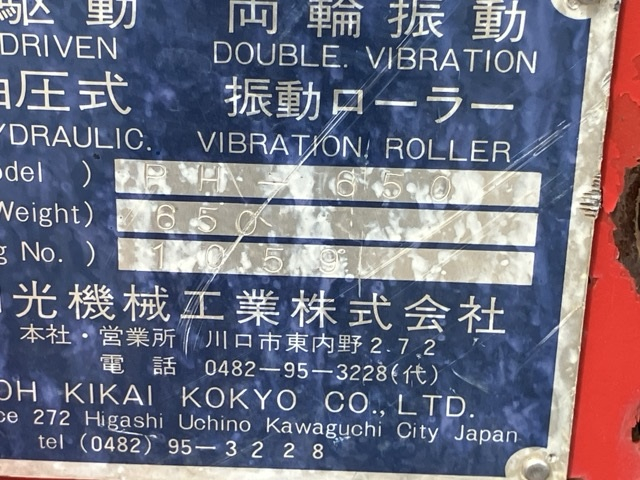 駆動 両輪振動
DRIVEN DOUBLE. VIBRATION
油圧式 振動ローラー
YDRAULIC. VIBRATION ROLLER
odel ) PH-650
Weight) 650
g No. ) 1059
光機械工業株式会社
本社・営業所 川口市東内野272
電話 0482-95-3228(代)
OH KIKAI KOKYO CO., LTD.
ce 272 Higashi Uchino Kawaguchi City Japan
tel (0482) 95-3228